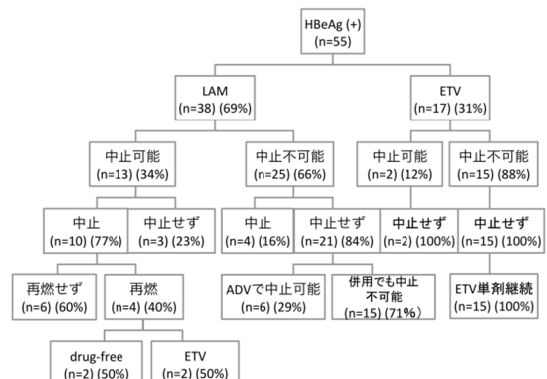 HBeAg (+)
(n=55)
LAM
(n=38) (69%)
ETV
(n=17) (31%)
中止可能
(n=13) (34%)
中止不可能
(n=25) (66%)
中止可能
(n=2) (12%)
中止不可能
(n=15) (88%)
中止
(n=10) (77%)
中止せず
(n=3) (23%)
中止
(n=4) (16%)
中止せず
(n=21) (84%)
中止せず
(n=2) (100%)
中止せず
(n=15) (100%)
再燃せず
(n=6) (60%)
再燃
(n=4) (40%)
ADVで中止可能
(n=6) (29%)
併用でも中止
不可能
(n=15) (71%)
ETV単剤継続
(n=15) (100%)
drug-free
(n=2) (50%)
ETV
(n=2) (50%)